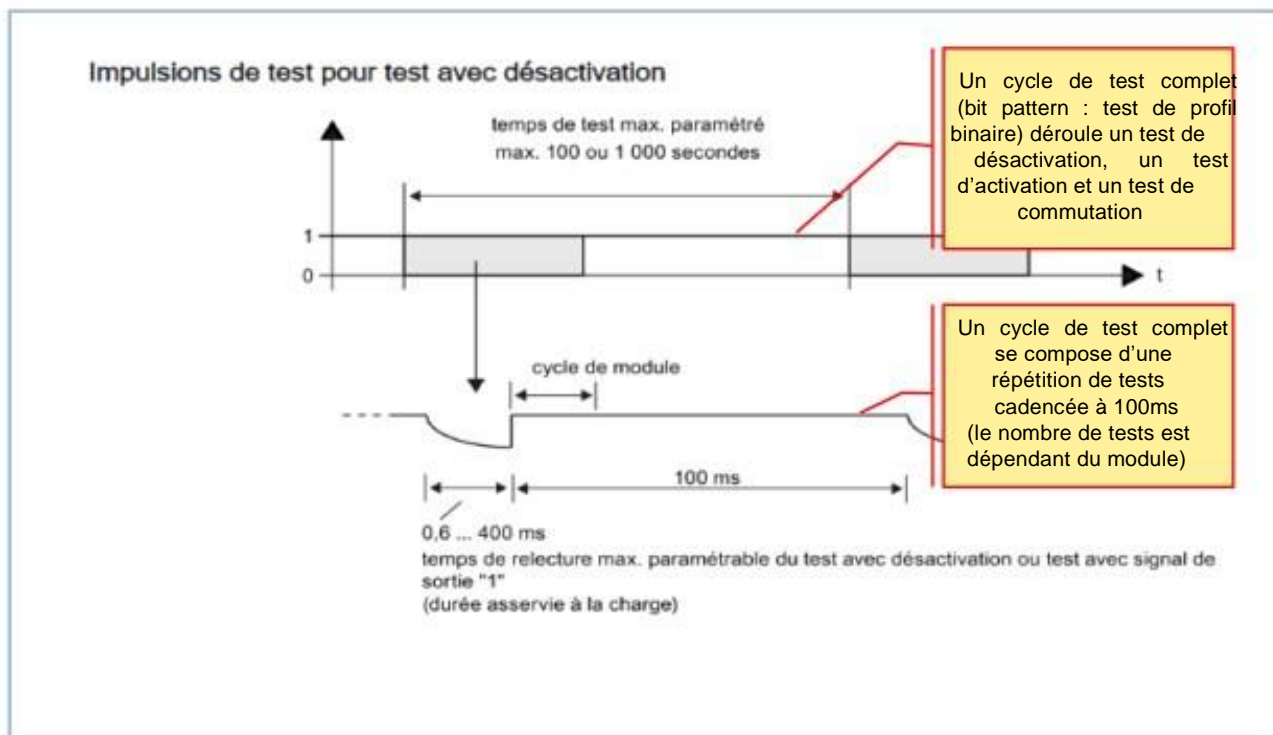 Impulsions de test pour test avec désactivation
temps de test max. paramétré
max. 100 ou 1 000 secondes
Un cycle de test complet
(bit pattern : test de profil
binaire) déroule un test de
désactivation, un test
d'activation et un test de
commutation
1
0
t
cycle de module
Un cycle de test complet
se compose d'une
répétition de tests
cadencée à 100ms
(le nombre de tests est
dépendant du module)
100 ms
0,6 ... 400 ms
temps de relecture max. paramétrable du test avec désactivation ou test avec signal de
sortie "1"
(durée asservie à la charge)